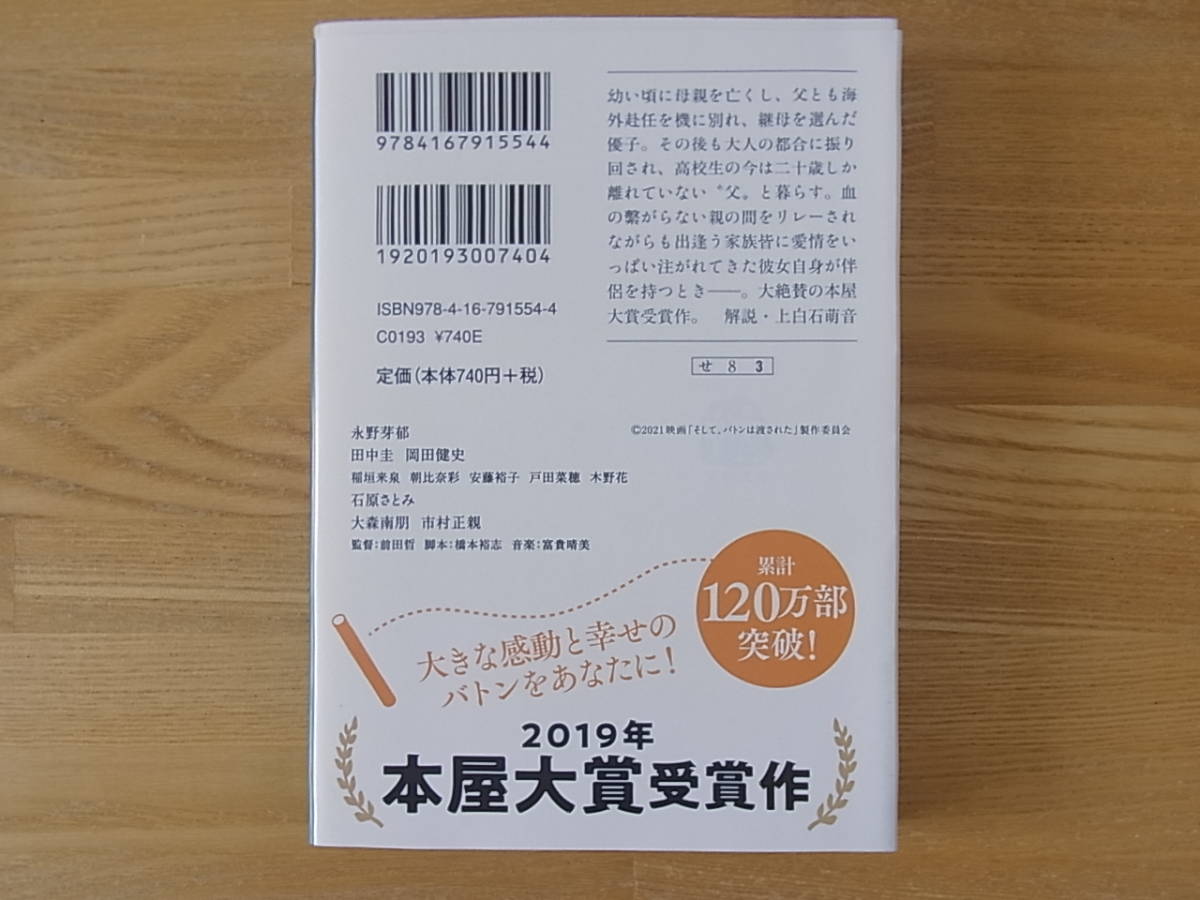 9784167915544
1920193007404
ISBN978-4-16-791554-4
C0193 ¥740E
定価(本体740円+税)
幼い頃に母親を亡くし、父とも海
外赴任を機に別れ、継母を選んだ
優子。その後も大人の都合に振り
回され、高校生の今は二十歳しか
離れていない〝父〟と暮らす。血
の繋がらない親の間をリレーされ
ながらも出逢う家族皆に愛情をい
っぱい注がれてきた彼女自身が伴
侶を持つとき——。大絶賛の本屋
大賞受賞作。　解説・上白石萌音
せ 8 3
©2021映画「そして、バトンは渡された」製作委員会
永野芽郁
田中圭 岡田健史
稲垣来泉 朝比奈彩 安藤裕子 戸田菜穂 木野花
石原さとみ
大森南朋 市村正親
監督:前田哲 脚本:橋本裕志 音楽:富貴晴美
累計
120万部
突破!
大きな感動と幸せの
バトンをあなたに!
2019年
本屋大賞受賞作